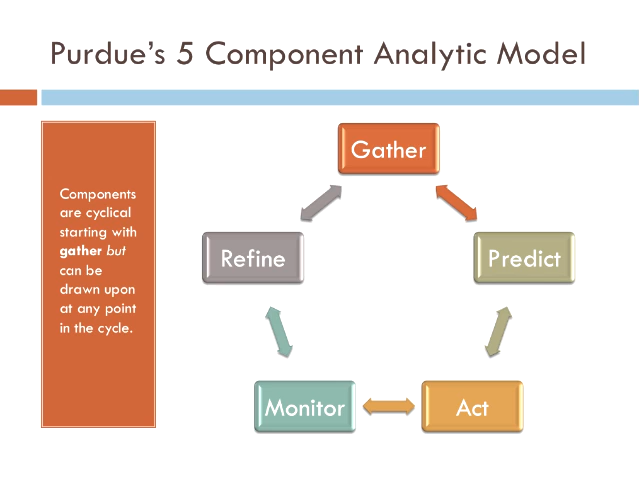 Purdue’s 5 Component Analytic Model
Components
are cyclical
starting with
gather but
can be
drawn upon
at any point
in the cycle.
Gather
Refine
Predict
Monitor
Act